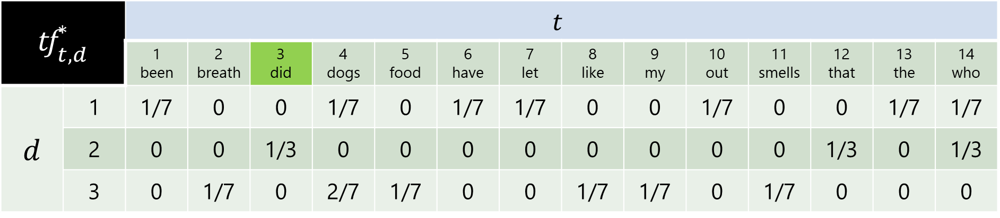 tf*t,d t
1 2 3 4 5 6 7 8 9 10 11 12 13 14
been breath did dogs food have let like my out smells that the who
d
1 1/7 0 0 1/7 0 1/7 1/7 0 0 1/7 0 0 1/7 1/7
2 0 0 1/3 0 0 0 0 0 0 0 0 1/3 0 1/3
3 0 1/7 0 2/7 1/7 0 0 1/7 1/7 0 1/7 0 0 0